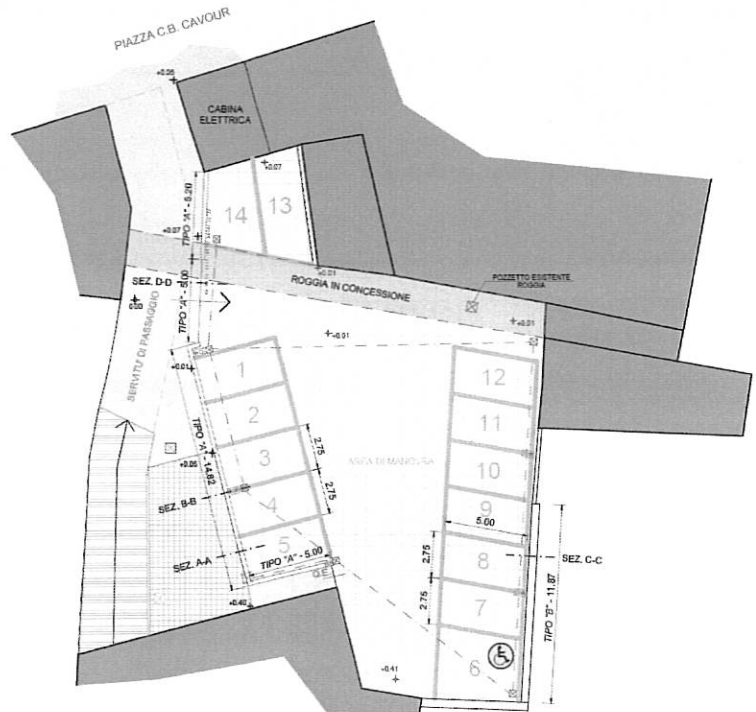 PIAZZA C.B. CAVOUR
+0.05
CABINA
ELETTRICA
+0.07
TIPO "A" - 5.20
14
13
+0.07
+0.01
ROGGIA IN CONCESSIONE
POZZETTO ESISTENTE
ROGGIA
SEZ. D-D
0.00
TIPO "A" - 5.00
SERVITU' DI PASSAGGIO
+0.01
+0.01
+0.01
1
2
3
4
5
12
11
10
9
8
7
6
2.75
2.75
TIPO "A" - 14.62
AREA DI MANOVRA
+0.05
SEZ. B-B
5.00
SEZ. A-A
TIPO "A" - 5.00
Q.E.
2.75
2.75
SEZ. C-C
TIPO "B" - 11.87
+0.40
+0.41